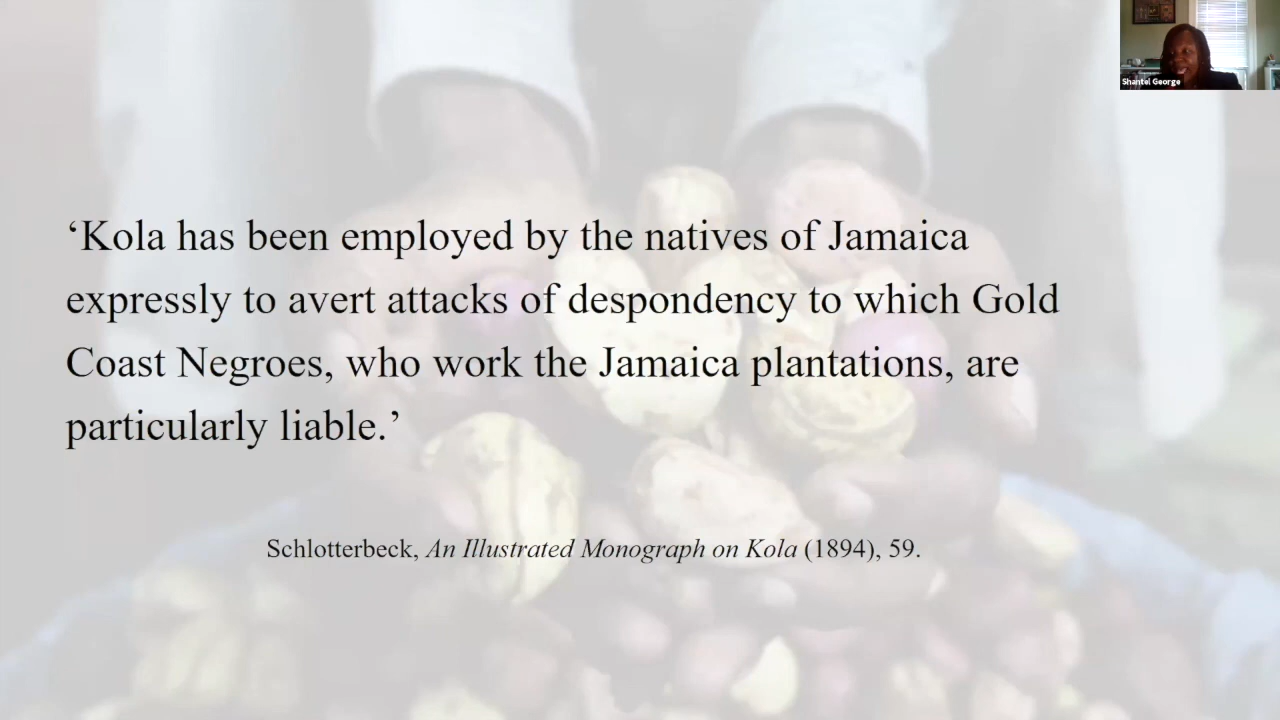 Shantel George
‘Kola has been employed by the natives of Jamaica
expressly to avert attacks of despondency to which Gold
Coast Negroes, who work the Jamaica plantations, are
particularly liable.’
Schlotterbeck, An Illustrated Monograph on Kola (1894), 59.